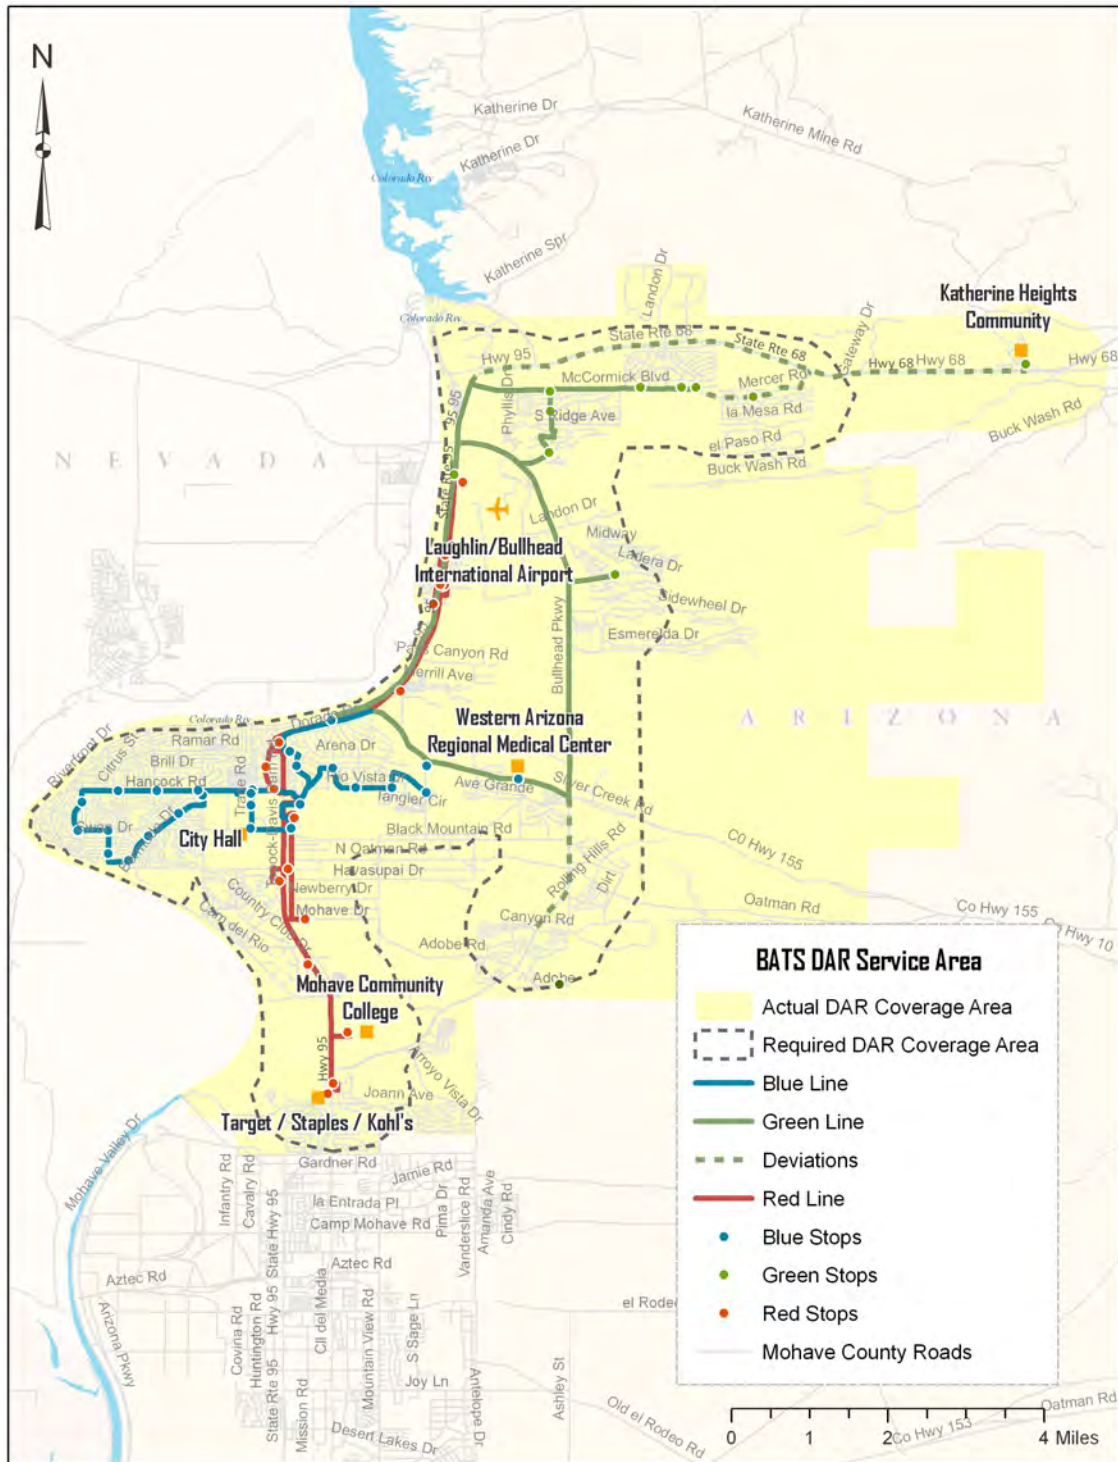 N
Katherine Dr
Katherine Mine Rd
Katherine Dr
Colorado Riv
Katherine Spr
Landon Dr
Katherine Heights
Community
Colorado Riv
State Rte 68
Gateway Dr
State Rte 68
Hwy 95
Hwy 68
Hwy 68
Hwy 68
McCormick Blvd
Mercer Rd
Phyllis Dr
95 95
S Ridge Ave
la Mesa Rd
Buck Wash Rd
el Paso Rd
NEVADA
State Rte 95
Buck Wash Rd
Landon Dr
Midway
Laughlin/Bullhead
International Airport
Ladera Dr
Sidewheel Dr
Esmerelda Dr
Bullhead Pkwy
Canyon Rd
Western Arizona
Regional Medical Center
ARIZONA
Colorado Riv
Riverfront Dr
Citrus St
Ramar Rd
Arena Dr
Brill Dr
Hancock Rd
Trane Rd
Rio Vista Dr
Tangler Cir
Ave Grande
Silver Creek Rd
City Hall
Black Mountain Rd
N Oatman Rd
Co Hwy 155
Havasupai Dr
Rolling Hills Rd
Dirt
Newberry Dr
Country Club Dr
Mohave Dr
Oatman Rd
Co Hwy 155
Co Hwy 10
Cam del Rio
Canyon Rd
Adobe Rd
Adobe
Mohave Community
College
Hwy 95
Arroyo Vista Dr
Joann Ave
Target / Staples / Kohl's
Mohave Valley Dr
Gardner Rd
Jamie Rd
Infantry Rd
Cavalry Rd
State Hwy 95
la Entrada Pl
Camp Mohave Rd
Pima Dr
Vanderslice Rd
Amanda Ave
Cindy Rd
Aztec Rd
Aztec Rd
Arizona Pkwy
Covina Rd
Huntington Rd
Hwy 95
State Rte 95
Cll del Media
Mission Rd
Mountain View Rd
S Sage Ln
Joy Ln
Desert Lakes Dr
Antelope Dr
Ashley St
el Rodeo
Old el Rodeo Rd
Co Hwy 153
Oatman Rd
BATS DAR Service Area
Actual DAR Coverage Area
Required DAR Coverage Area
Blue Line
Green Line
Deviations
Red Line
Blue Stops
Green Stops
Red Stops
Mohave County Roads
0 1 2 4 Miles